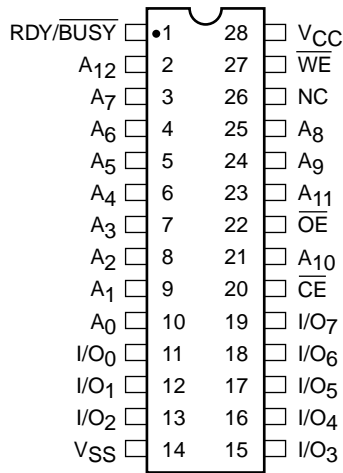 RDY/BUSY •1 28 VCC
A12 2 27 WE
A7 3 26 NC
A6 4 25 A8
A5 5 24 A9
A4 6 23 A11
A3 7 22 OE
A2 8 21 A10
A1 9 20 CE
A0 10 19 I/O7
I/O0 11 18 I/O6
I/O1 12 17 I/O5
I/O2 13 16 I/O4
VSS 14 15 I/O3